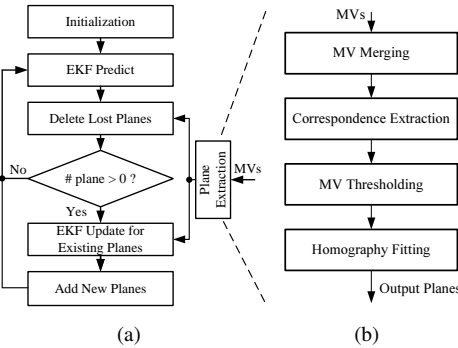 Initialization
EKF Predict
Delete Lost Planes
No
# plane > 0 ?
Yes
EKF Update for
Existing Planes
Add New Planes
Plane
Extraction
MVs
(a)
MVs
MV Merging
Correspondence Extraction
MV Thresholding
Homography Fitting
Output Planes
(b)